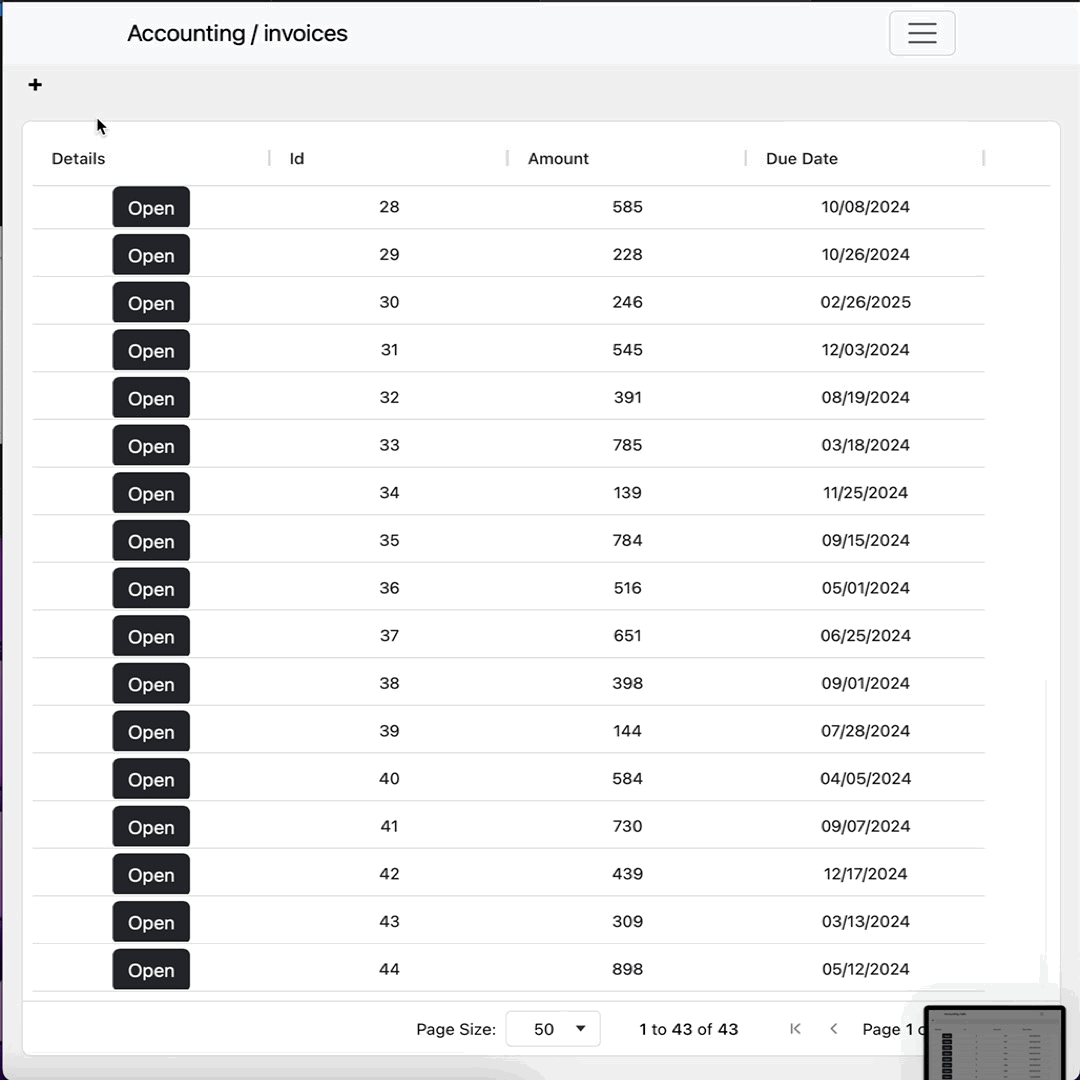 Accounting / invoices
+
Details Id Amount Due Date
Open 28 585 10/08/2024
Open 29 228 10/26/2024
Open 30 246 02/26/2025
Open 31 545 12/03/2024
Open 32 391 08/19/2024
Open 33 785 03/18/2024
Open 34 139 11/25/2024
Open 35 784 09/15/2024
Open 36 516 05/01/2024
Open 37 651 06/25/2024
Open 38 398 09/01/2024
Open 39 144 07/28/2024
Open 40 584 04/05/2024
Open 41 730 09/07/2024
Open 42 439 12/17/2024
Open 43 309 03/13/2024
Open 44 898 05/12/2024
Page Size: 50 1 to 43 of 43 Page 1